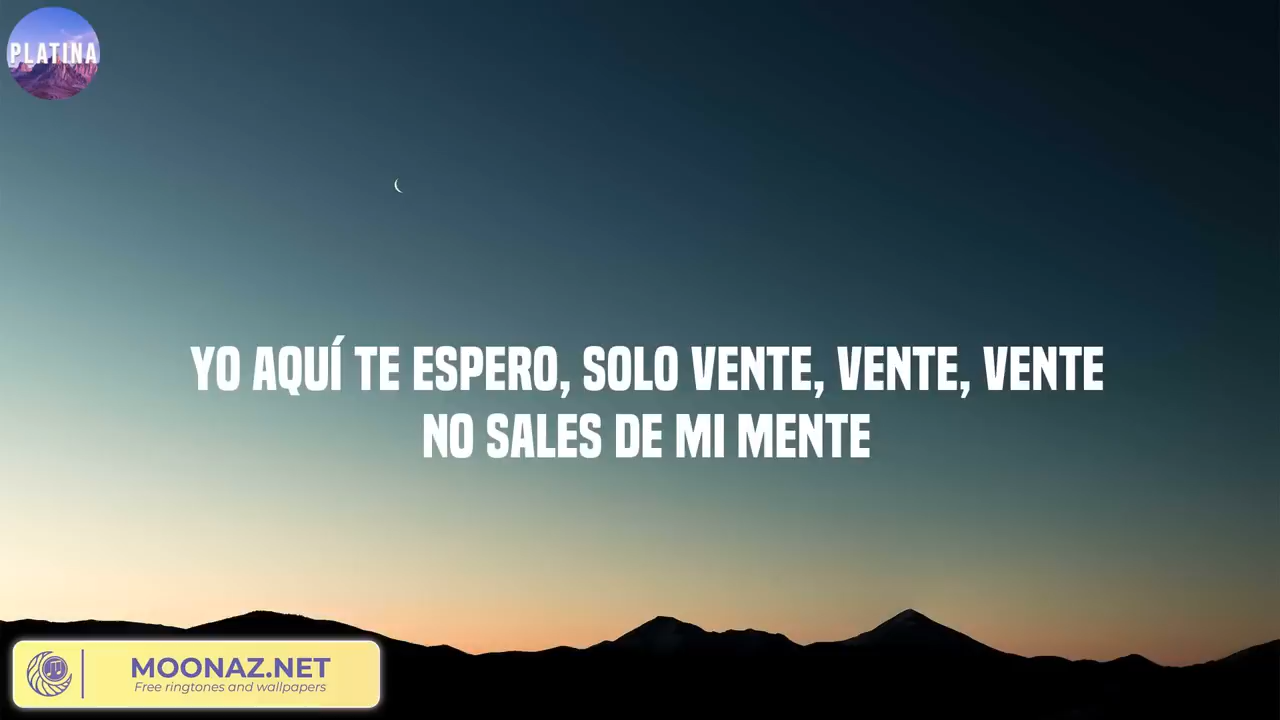 PLATINA
YO AQUÍ TE ESPERO, SOLO VENTE, VENTE, VENTE
NO SALES DE MI MENTE
MOONAZ.NET
Free ringtones and wallpapers